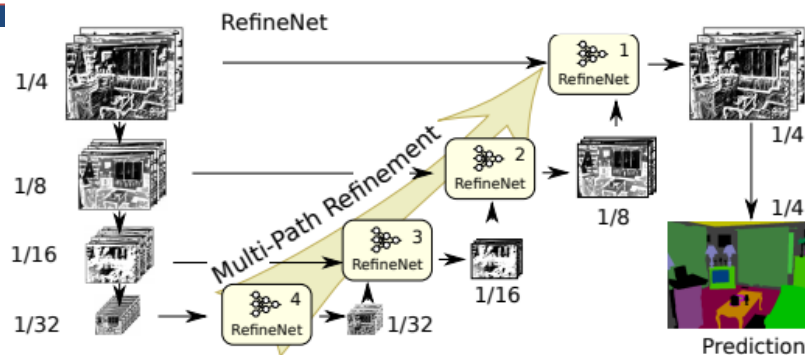 RefineNet
1/4
1
RefineNet
1/4
1/8
2
RefineNet
1/8
1/4
Multi-Path Refinement
1/16
3
RefineNet
1/16
1/32
4
RefineNet
1/32
Prediction